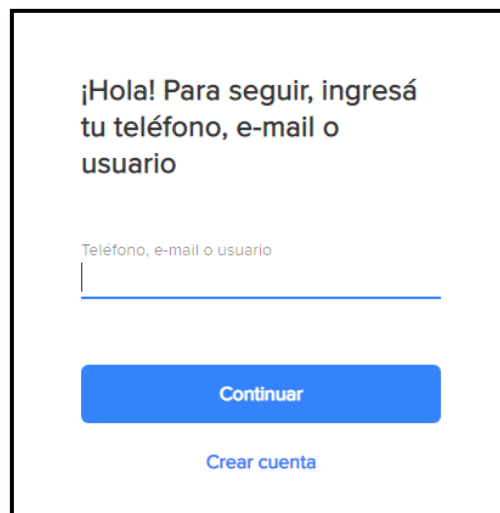 ¡Hola! Para seguir, ingresá
tu teléfono, e-mail o
usuario
Teléfono, e-mail o usuario
Continuar
Crear cuenta